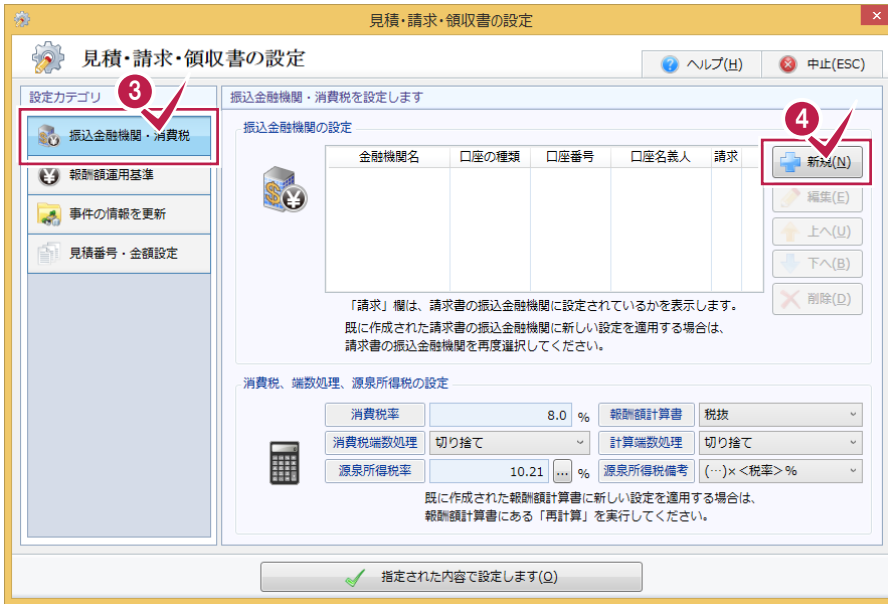 見積・請求・領収書の設定
見積・請求・領収書の設定
ヘルプ(H)
中止(ESC)
設定カテゴリ
3
振込金融機関・消費税
報酬額運用基準
事件の情報を更新
見積番号・金額設定
振込金融機関・消費税を設定します
振込金融機関の設定
金融機関名 口座の種類 口座番号 口座名義人 請求
4
新規(N)
編集(E)
上へ(U)
下へ(B)
削除(D)
「請求」欄は、請求書の振込金融機関に設定されているかを表示します。
既に作成された請求書の振込金融機関に新しい設定を適用する場合は、
請求書の振込金融機関を再度選択してください。
消費税、端数処理、源泉所得税の設定
消費税率 8.0 % 報酬額計算書 税抜
消費税端数処理 切り捨て 計算端数処理 切り捨て
源泉所得税率 10.21 ... % 源泉所得税備考 (…)×<税率>%
既に作成された報酬額計算書に新しい設定を適用する場合は、
報酬額計算書にある「再計算」を実行してください。
指定された内容で設定します(O)